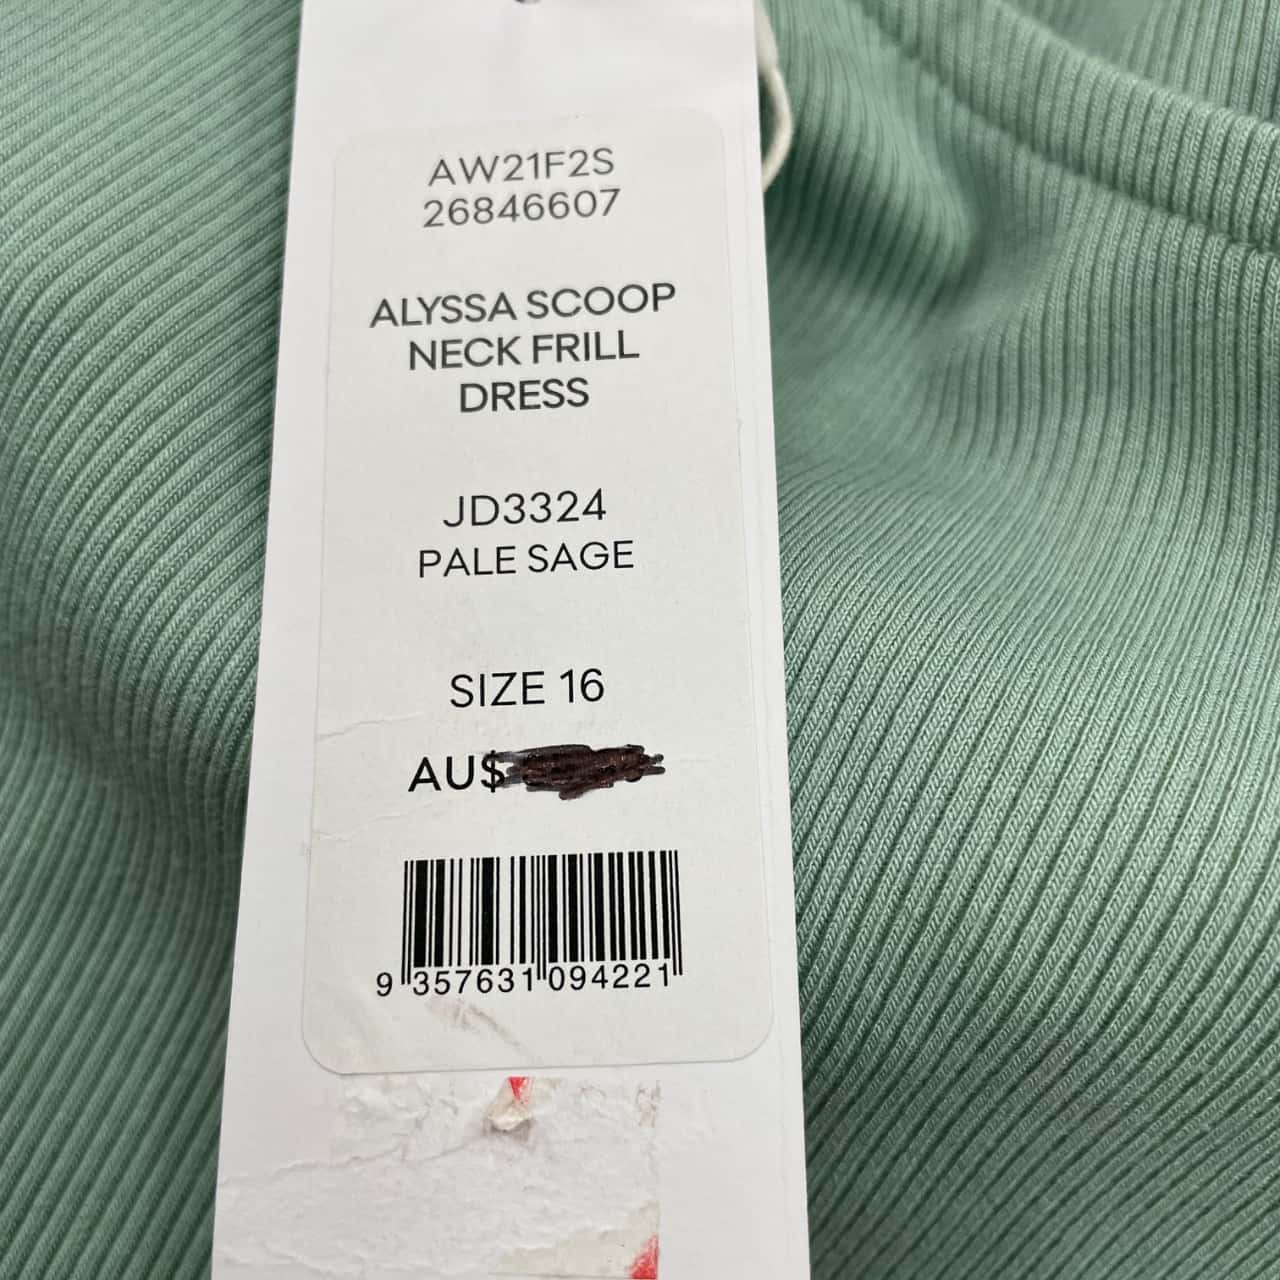 AW21F2S
26846607
ALYSSA SCOOP
NECK FRILL
DRESS
JD3324
PALE SAGE
SIZE 16
AU$
9 357631 094221